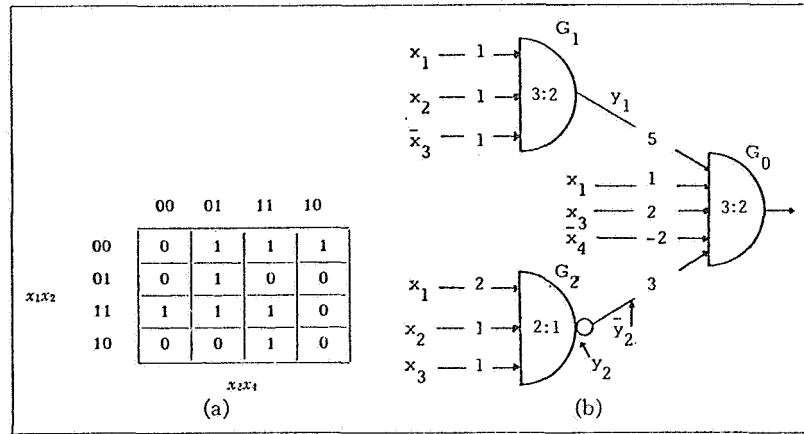 00 01 11 10
00 0 1 1 1
01 0 1 0 0
x₁x₂
11 1 1 1 0
10 0 0 1 0
(a)
G₁
x₁ 1
x₂ 1
x̄₃ 1
3:2
y₁
5
G₀
x₁ 1
x₃ 2
x̄₄ -2
3:2
3
G₂
x₁ 2
x₂ 1
x₃ 1
2:1
ȳ₂
y₂
(b)